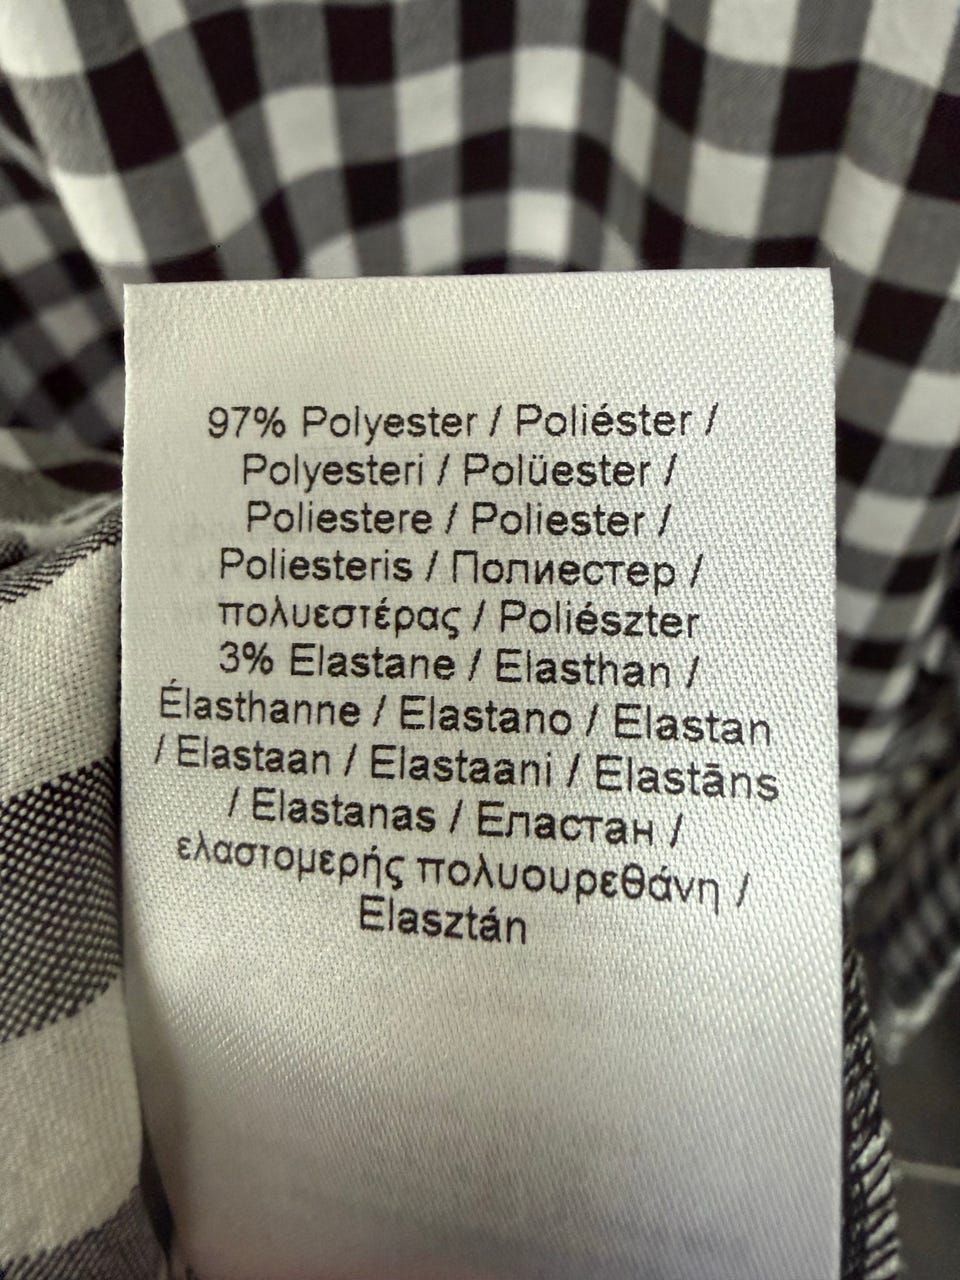 97% Polyester / Poliéster /
Polyesteri / Polüester /
Poliestere / Poliester /
Poliesteris / Полиестер /
πολυεστέρας / Poliészter
3% Elastane / Elasthan /
Élasthanne / Elastano / Elastan
/ Elastaan / Elastaani / Elastāns
/ Elastanas / Еластан /
ελαστομερής πολυουρεθάνη /
Elasztán